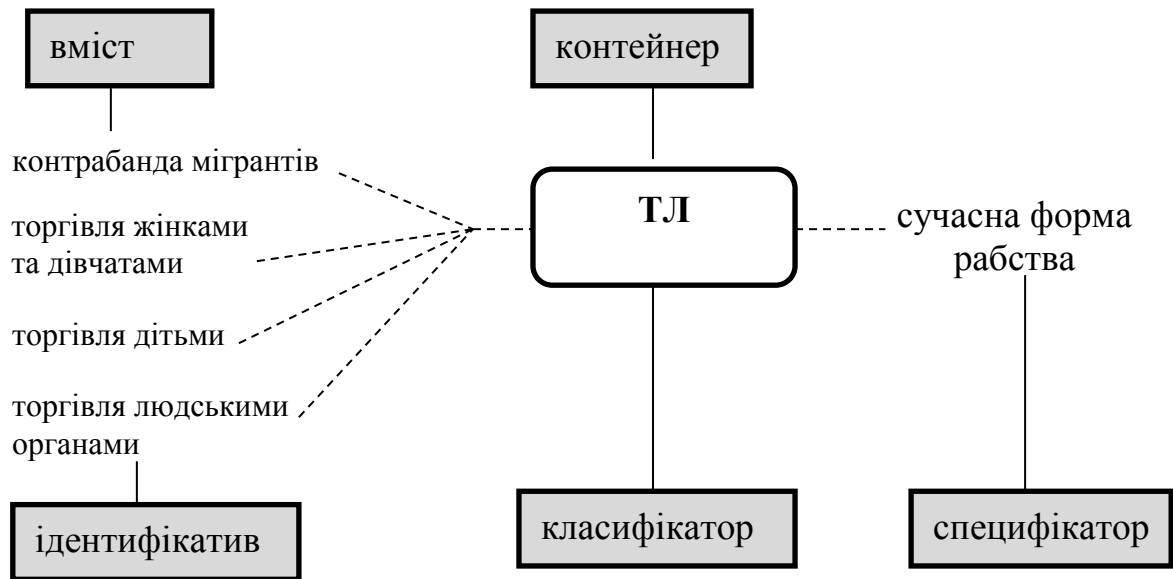 вміст
контейнер
контрабанда мігрантів
торгівля жінками
та дівчатами
торгівля дітьми
торгівля людськими
органами
ТЛ
сучасна форма
рабства
ідентифікатив
класифікатор
специфікатор